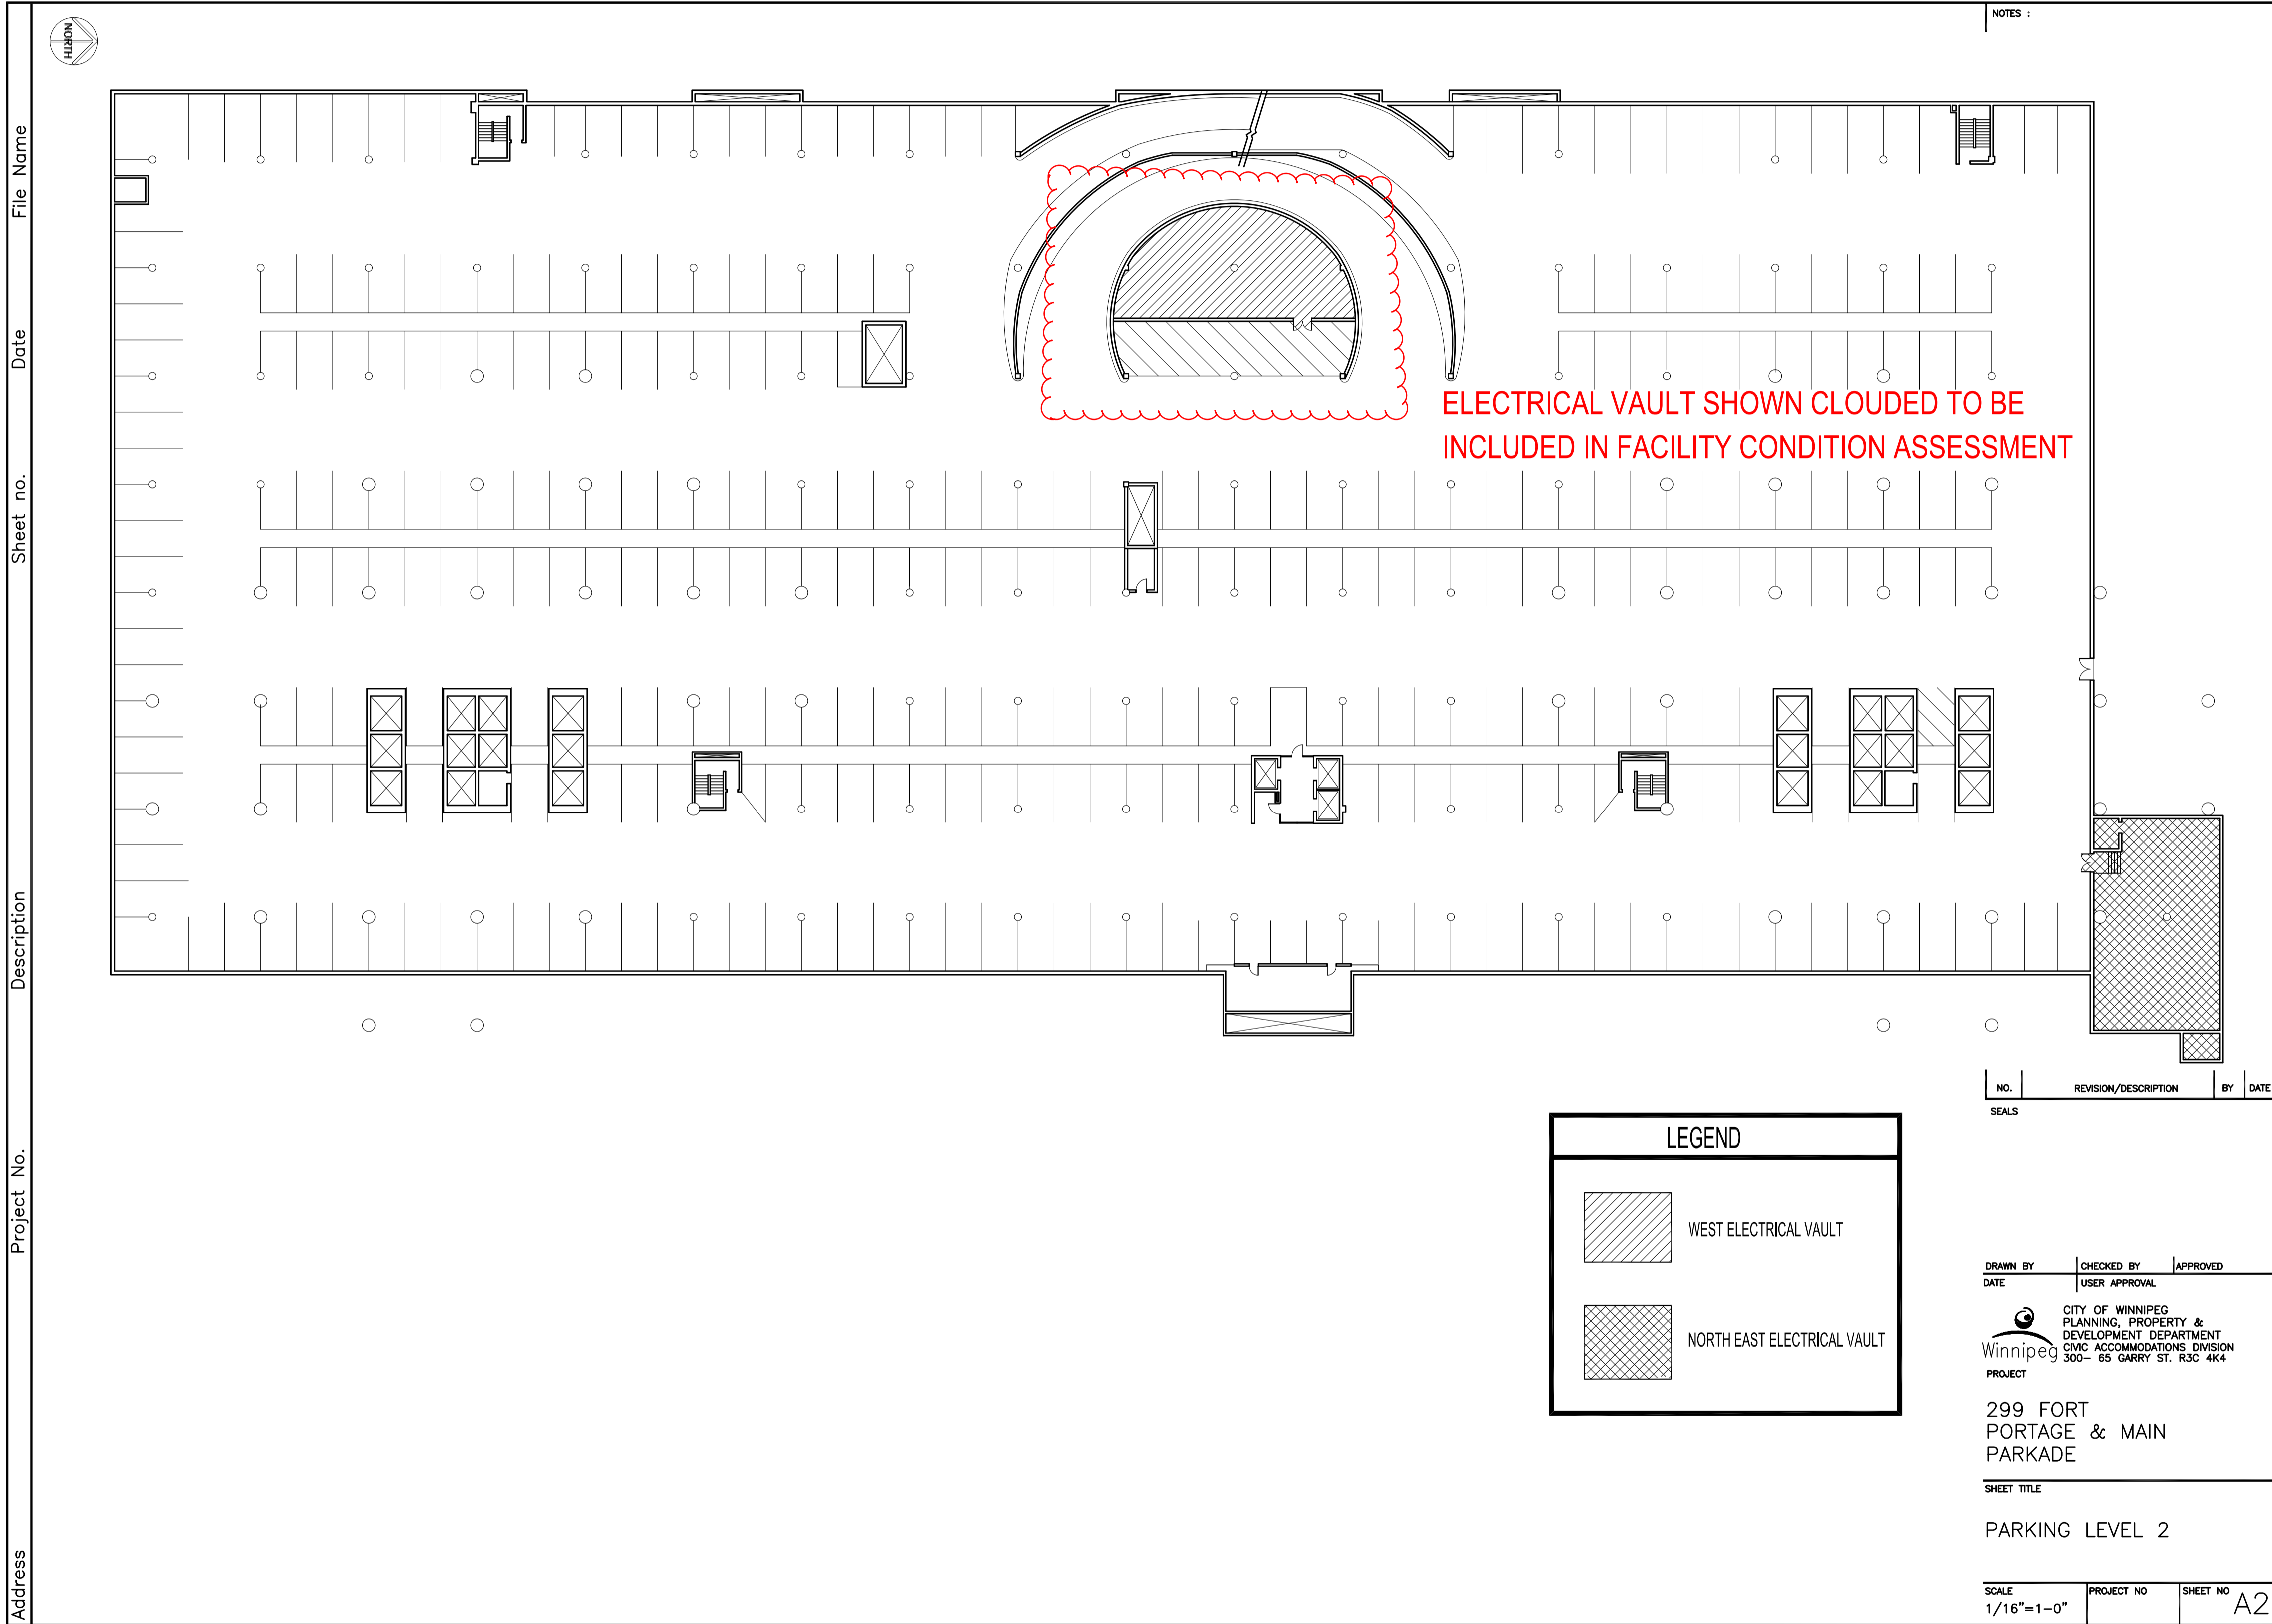 NOTES :
NORTH
File Name
Date
Sheet no.
Description
Project No.
Address
ELECTRICAL VAULT SHOWN CLOUDED TO BE
INCLUDED IN FACILITY CONDITION ASSESSMENT
LEGEND
WEST ELECTRICAL VAULT
NORTH EAST ELECTRICAL VAULT
NO. REVISION/DESCRIPTION BY DATE
SEALS
DRAWN BY CHECKED BY APPROVED
DATE USER APPROVAL
Winnipeg
CITY OF WINNIPEG
PLANNING, PROPERTY &
DEVELOPMENT DEPARTMENT
CIVIC ACCOMMODATIONS DIVISION
300- 65 GARRY ST. R3C 4K4
PROJECT
299 FORT
PORTAGE & MAIN
PARKADE
SHEET TITLE
PARKING LEVEL 2
SCALE PROJECT NO SHEET NO
1/16"=1-0" A2